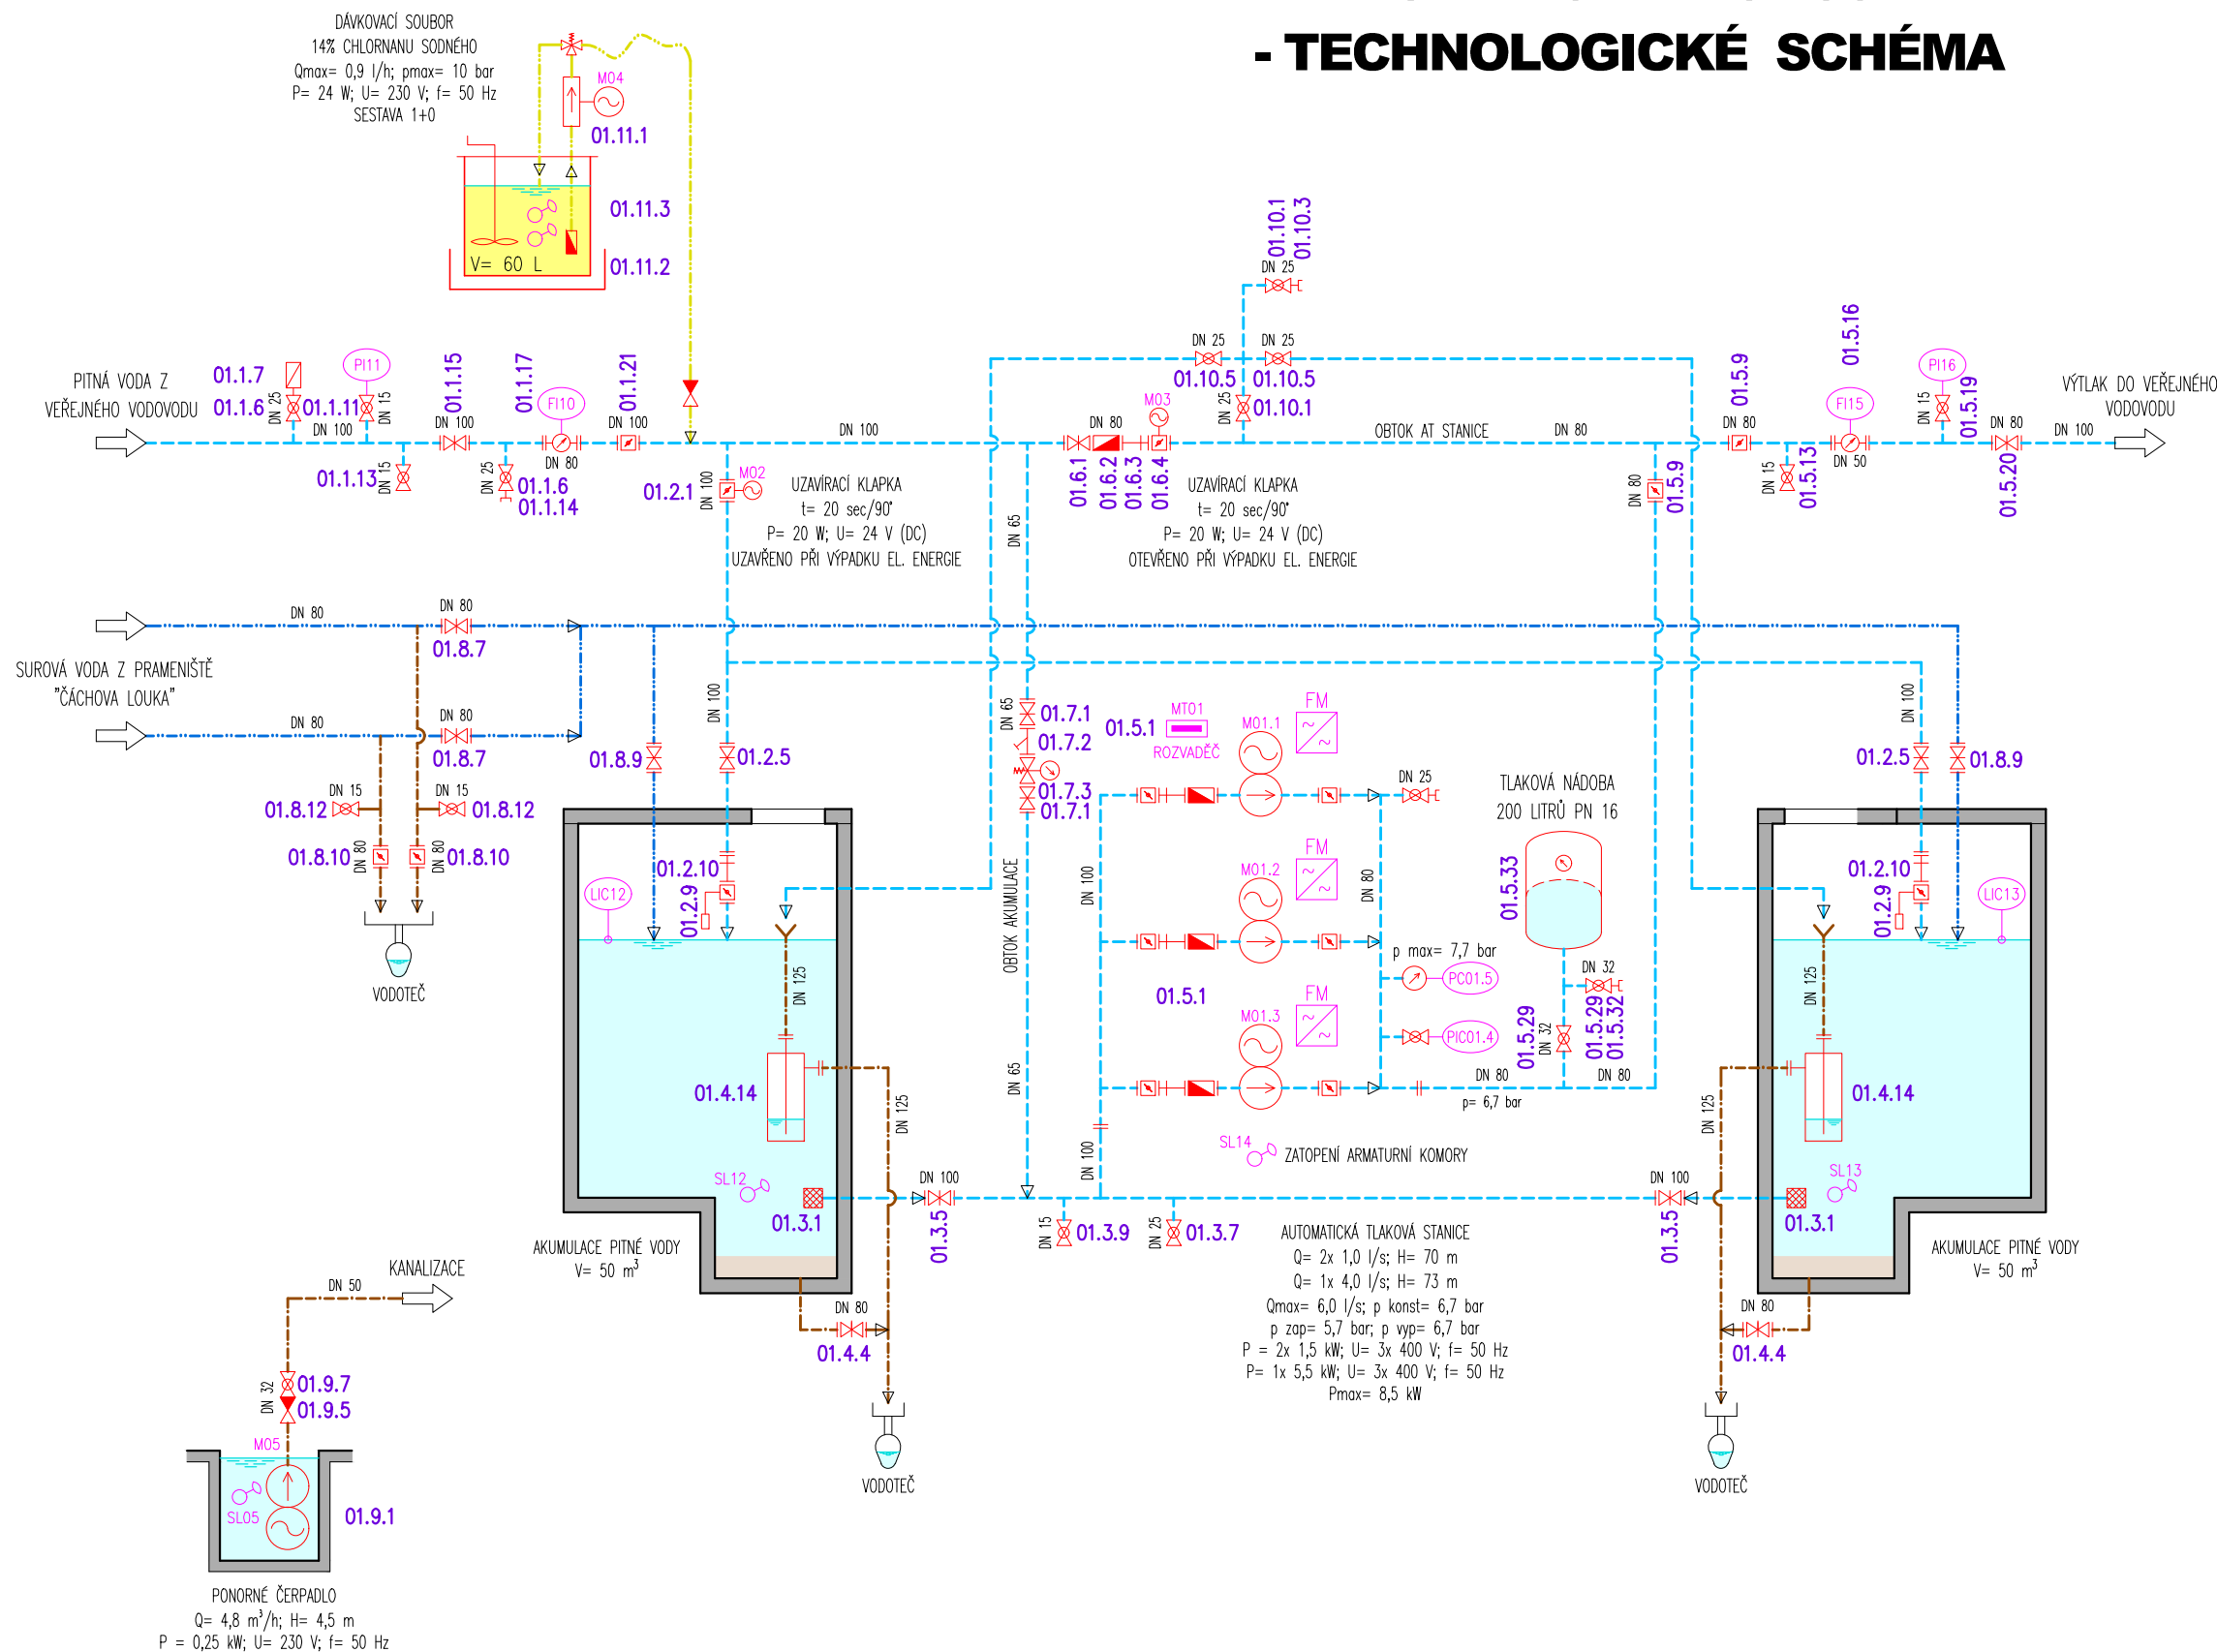 - TECHNOLOGICKÉ SCHÉMA
DÁVKOVACÍ SOUBOR
14% CHLORNANU SODNÉHO
Qmax= 0,9 l/h; pmax= 10 bar
P= 24 W; U= 230 V; f= 50 Hz
SESTAVA 1+0
M04
01.11.1
01.11.3
01.11.2
V= 60 L
PITNÁ VODA Z
VEŘEJNÉHO VODOVODU
01.1.7
01.1.6
DN 25
PI11
01.1.11
DN 15
DN 100
01.1.13
DN 15
01.1.15
DN 100
DN 25
01.1.6
01.1.14
01.1.17
FI10
DN 80
01.1.21
DN 100
01.2.1
DN 100
M02
UZAVÍRACÍ KLAPKA
t= 20 sec/90°
P= 20 W; U= 24 V (DC)
UZAVŘENO PŘI VÝPADKU EL. ENERGIE
DN 100
DN 65
01.10.1
01.10.3
DN 25
DN 25
DN 25
01.10.5
01.10.5
DN 25
01.10.1
M03
DN 80
01.6.1
01.6.2
01.6.3
01.6.4
UZAVÍRACÍ KLAPKA
t= 20 sec/90°
P= 20 W; U= 24 V (DC)
OTEVŘENO PŘI VÝPADKU EL. ENERGIE
OBTOK AT STANICE
DN 80
DN 80
01.5.9
01.5.9
DN 80
DN 15
01.5.13
01.5.16
FI15
DN 50
PI16
DN 15
01.5.19
DN 80
01.5.20
DN 100
VÝTLAK DO VEŘEJNÉHO
VODOVODU
SUROVÁ VODA Z PRAMENIŠTĚ
"ČÁCHOVA LOUKA"
DN 80
DN 80
01.8.7
DN 80
DN 80
01.8.7
DN 15
01.8.12
DN 15
01.8.12
01.8.10
DN 80
DN 80
01.8.10
VODOTEČ
01.8.9
DN 100
01.2.5
01.2.10
01.2.9
LIC12
DN 125
01.4.14
SL12
01.3.1
AKUMULACE PITNÉ VODY
V= 50 m³
DN 125
DN 100
01.3.5
DN 80
01.4.4
VODOTEČ
DN 65
01.7.1
01.7.2
01.7.3
01.7.1
OBTOK AKUMULACE
DN 65
01.5.1
MT01
ROZVADĚČ
M01.1
FM
DN 25
DN 100
M01.2
FM
DN 80
01.5.1
M01.3
FM
p max= 7,7 bar
PC01.5
PIC01.4
TLAKOVÁ NÁDOBA
200 LITRŮ PN 16
01.5.33
DN 32
01.5.29
DN 32
01.5.29
01.5.32
DN 80
DN 80
p= 6,7 bar
DN 100
SL14
ZATOPENÍ ARMATURNÍ KOMORY
DN 15
01.3.9
DN 25
01.3.7
AUTOMATICKÁ TLAKOVÁ STANICE
Q= 2x 1,0 l/s; H= 70 m
Q= 1x 4,0 l/s; H= 73 m
Qmax= 6,0 l/s; p konst= 6,7 bar
p zap= 5,7 bar; p vyp= 6,7 bar
P = 2x 1,5 kW; U= 3x 400 V; f= 50 Hz
P= 1x 5,5 kW; U= 3x 400 V; f= 50 Hz
Pmax= 8,5 kW
DN 100
01.2.5
01.8.9
01.2.10
01.2.9
LIC13
DN 125
01.4.14
SL13
01.3.1
DN 100
01.3.5
DN 125
AKUMULACE PITNÉ VODY
V= 50 m³
DN 80
01.4.4
VODOTEČ
KANALIZACE
DN 50
DN 32
01.9.7
01.9.5
M05
SL05
01.9.1
PONORNÉ ČERPADLO
Q= 4,8 m³/h; H= 4,5 m
P = 0,25 kW; U= 230 V; f= 50 Hz